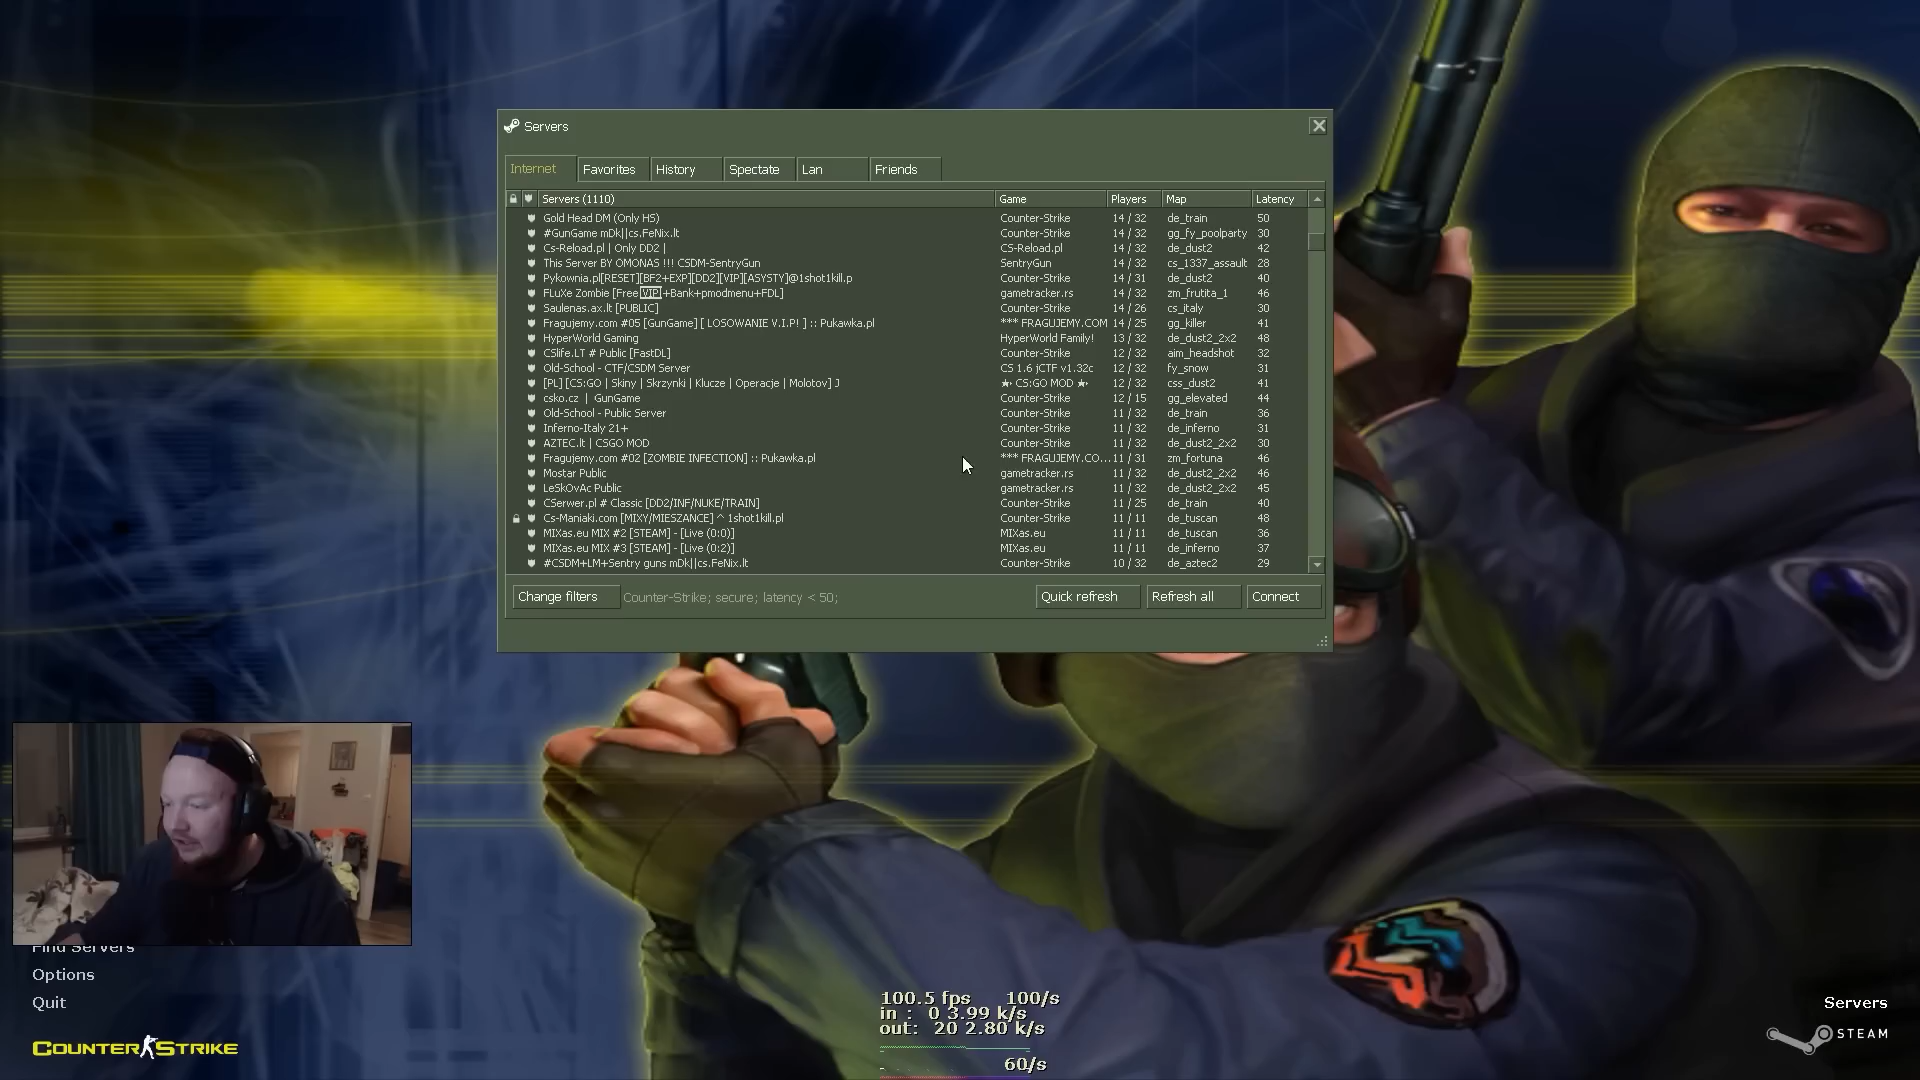 Servers
Internet Favorites History Spectate Lan Friends
Servers (1110) Game Players Map Latency
Gold Head DM (Only HS) Counter-Strike 14 / 32 de_train 50
#GunGame mDk||cs.FeNix.lt Counter-Strike 14 / 32 gg_fy_poolparty 30
Cs-Reload.pl | Only DD2 | CS-Reload.pl 14 / 32 de_dust2 42
This Server BY OMONAS !!! CSDM-SentryGun SentryGun 14 / 32 cs_1337_assault 28
Pykownia.pl[RESET][BF2+EXP][DD2][VIP][ASYSTY]@1shot1kill.p Counter-Strike 14 / 31 de_dust2 40
FLuXe Zombie [Free VIP+Bank+pmodmenu+FDL] gametracker.rs 14 / 32 zm_frutita_1 46
Saulenas.ax.lt [PUBLIC] Counter-Strike 14 / 26 cs_italy 30
Fragujemy.com #05 [GunGame] [ LOSOWANIE V.I.P! ] :: Pukawka.pl *** FRAGUJEMY.COM 14 / 25 gg_killer 41
HyperWorld Gaming HyperWorld Family! 13 / 32 de_dust2_2x2 48
CSlife.LT # Public [FastDL] Counter-Strike 12 / 32 aim_headshot 32
Old-School - CTF/CSDM Server CS 1.6 jCTF v1.32c 12 / 32 fy_snow 31
[PL] [CS:GO | Skiny | Skrzynki | Klucze | Operacje | Molotov] J ★ CS:GO MOD ★ 12 / 32 css_dust2 41
csko.cz | GunGame Counter-Strike 12 / 15 gg_elevated 44
Old-School - Public Server Counter-Strike 11 / 32 de_train 36
Inferno-Italy 21+ Counter-Strike 11 / 32 de_inferno 31
AZTEC.lt | CSGO MOD Counter-Strike 11 / 32 de_dust2_2x2 30
Fragujemy.com #02 [ZOMBIE INFECTION] :: Pukawka.pl *** FRAGUJEMY.CO... 11 / 31 zm_fortuna 46
Mostar Public gametracker.rs 11 / 32 de_dust2_2x2 46
LeSkOvAc Public gametracker.rs 11 / 32 de_dust2_2x2 45
CSerwer.pl # Classic [DD2/INF/NUKE/TRAIN] Counter-Strike 11 / 25 de_train 40
Cs-Maniaki.com [MIXY/MIESZANCE] ^ 1shot1kill.pl Counter-Strike 11 / 11 de_tuscan 48
MIXas.eu MIX #2 [STEAM] - [Live (0:0)] MIXas.eu 11 / 11 de_tuscan 36
MIXas.eu MIX #3 [STEAM] - [Live (0:2)] MIXas.eu 11 / 11 de_inferno 37
#CSDM+LM+Sentry guns mDk||cs.FeNix.lt Counter-Strike 10 / 32 de_aztec2 29
Change filters Counter-Strike; secure; latency < 50; Quick refresh Refresh all Connect
Find Servers
Options
Quit
COUNTER STRIKE
100.5 fps 100/s
in : 0 3.99 k/s
out: 20 2.80 k/s
60/s
Servers
STEAM